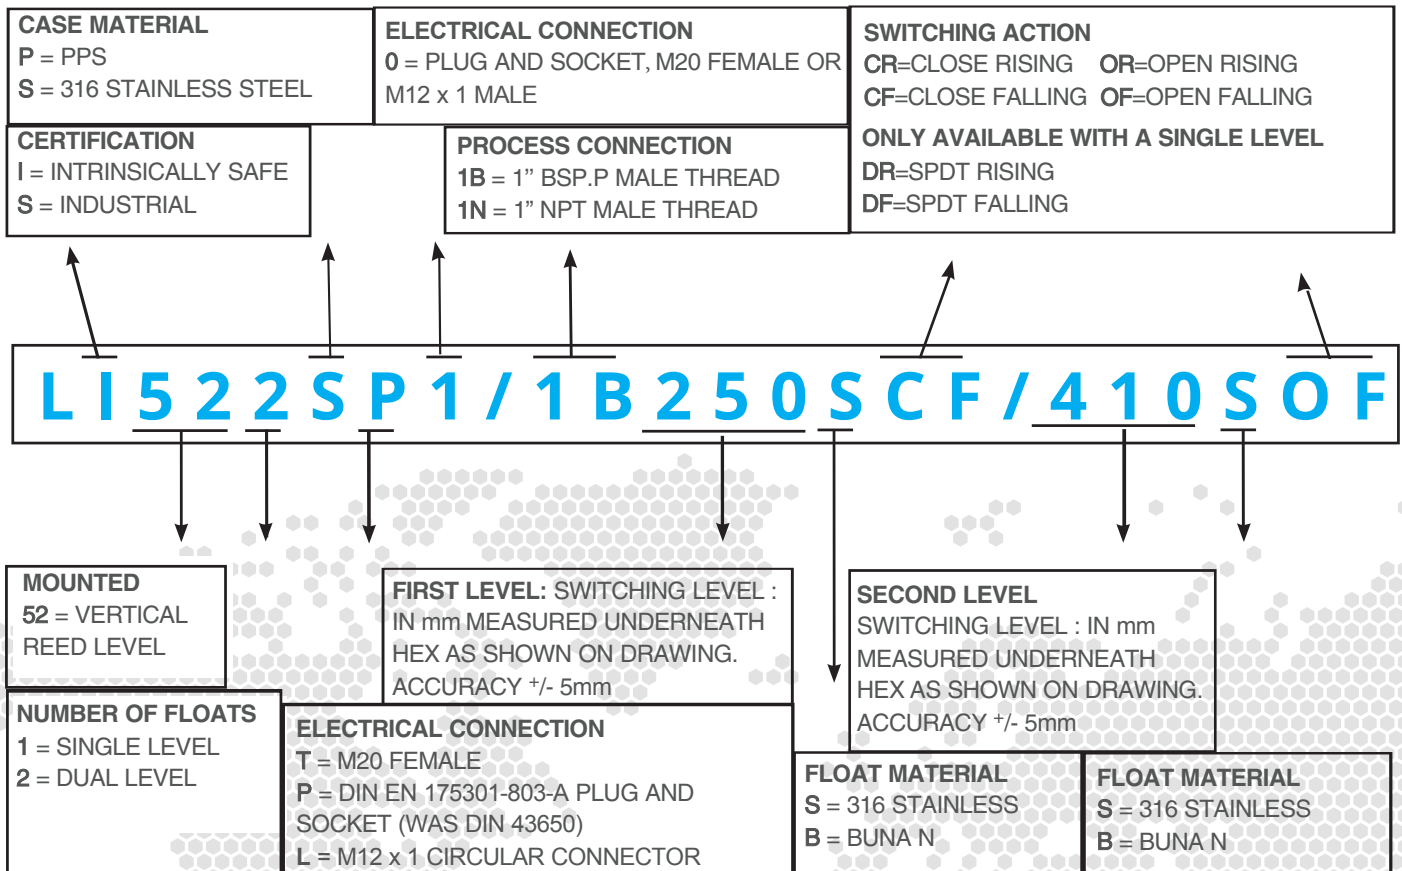 CASE MATERIAL
P = PPS
S = 316 STAINLESS STEEL
ELECTRICAL CONNECTION
0 = PLUG AND SOCKET, M20 FEMALE OR
M12 x 1 MALE
SWITCHING ACTION
CR=CLOSE RISING OR=OPEN RISING
CF=CLOSE FALLING OF=OPEN FALLING
ONLY AVAILABLE WITH A SINGLE LEVEL
DR=SPDT RISING
DF=SPDT FALLING
CERTIFICATION
I = INTRINSICALLY SAFE
S = INDUSTRIAL
PROCESS CONNECTION
1B = 1” BSP.P MALE THREAD
1N = 1” NPT MALE THREAD
L I 5 2 2 S P 1 / 1 B 2 5 0 S C F / 4 1 0 S O F
MOUNTED
52 = VERTICAL
REED LEVEL
FIRST LEVEL: SWITCHING LEVEL :
IN mm MEASURED UNDERNEATH
HEX AS SHOWN ON DRAWING.
ACCURACY +/- 5mm
SECOND LEVEL
SWITCHING LEVEL : IN mm
MEASURED UNDERNEATH
HEX AS SHOWN ON DRAWING.
ACCURACY +/- 5mm
NUMBER OF FLOATS
1 = SINGLE LEVEL
2 = DUAL LEVEL
ELECTRICAL CONNECTION
T = M20 FEMALE
P = DIN EN 175301-803-A PLUG AND
SOCKET (WAS DIN 43650)
L = M12 x 1 CIRCULAR CONNECTOR
FLOAT MATERIAL
S = 316 STAINLESS
B = BUNA N
FLOAT MATERIAL
S = 316 STAINLESS
B = BUNA N